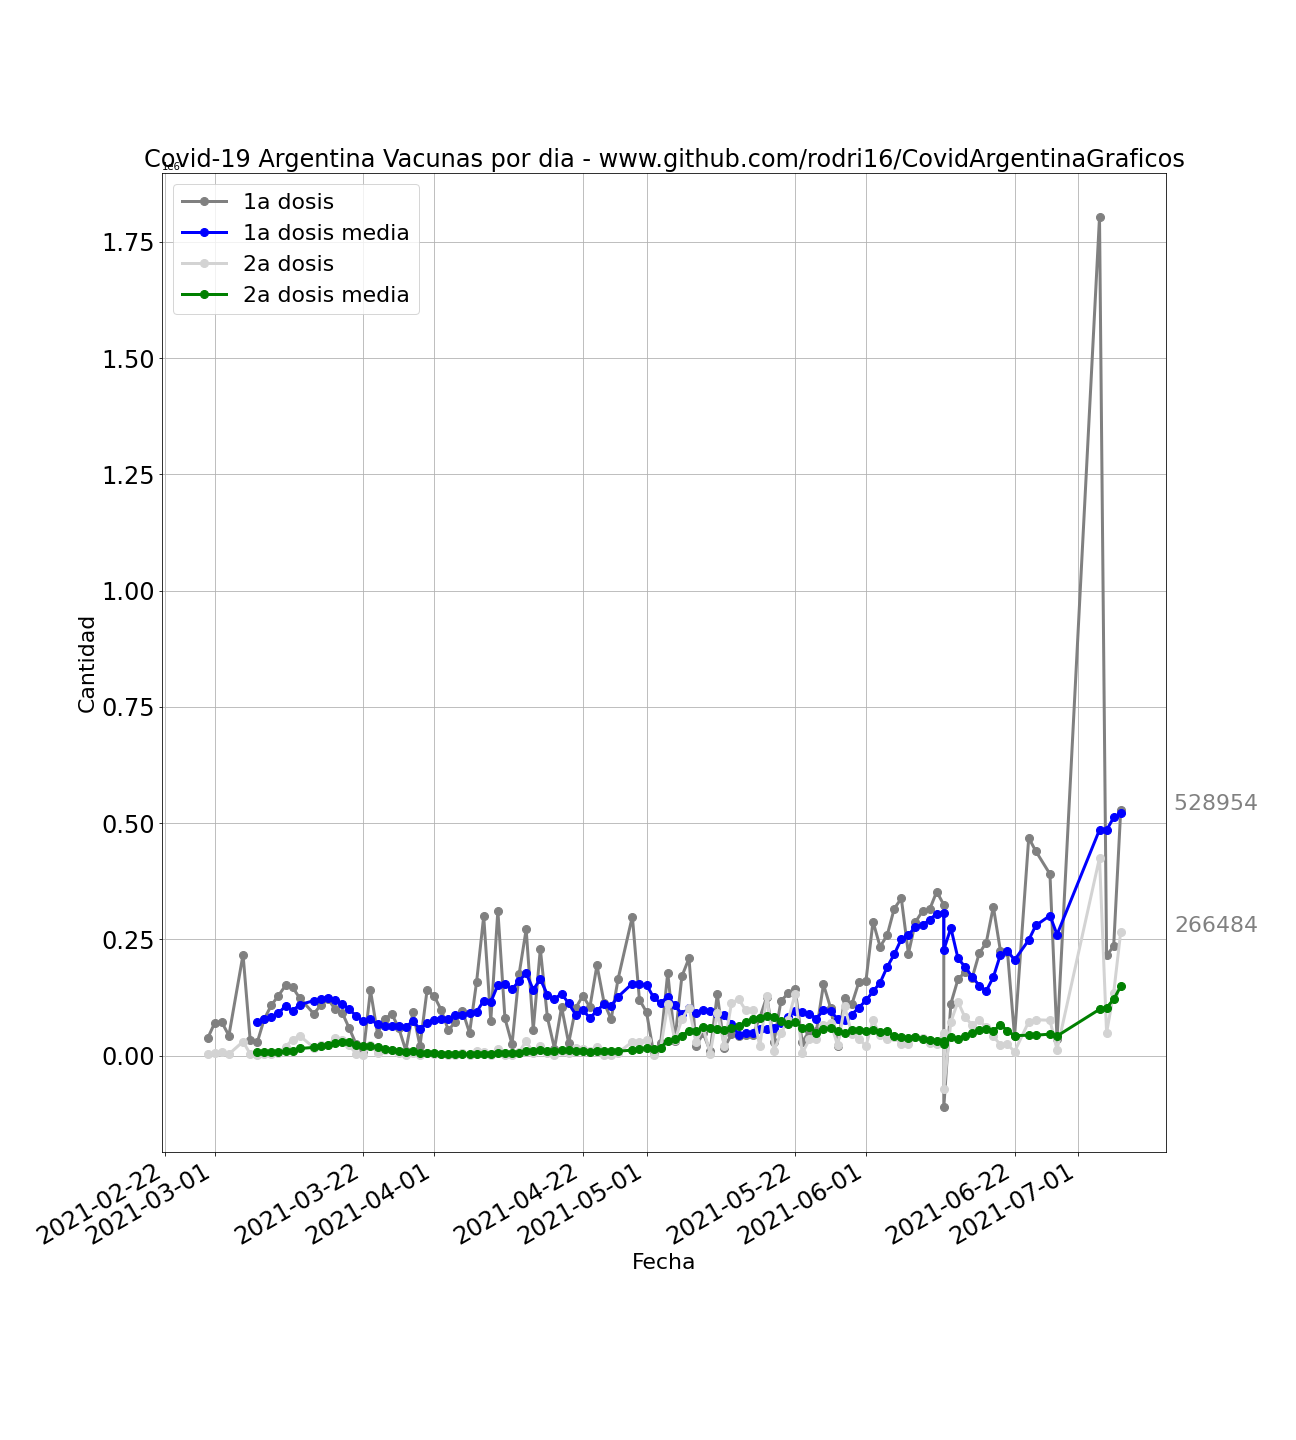 Covid-19 Argentina Vacunas por dia - www.github.com/rodri16/CovidArgentinaGraficos
1e6
1a dosis
1a dosis media
2a dosis
2a dosis media
1.75
1.50
1.25
1.00
0.75
0.50
0.25
0.00
Cantidad
528954
266484
2021-02-22
2021-03-01
2021-03-22
2021-04-01
2021-04-22
2021-05-01
2021-05-22
2021-06-01
2021-06-22
2021-07-01
Fecha